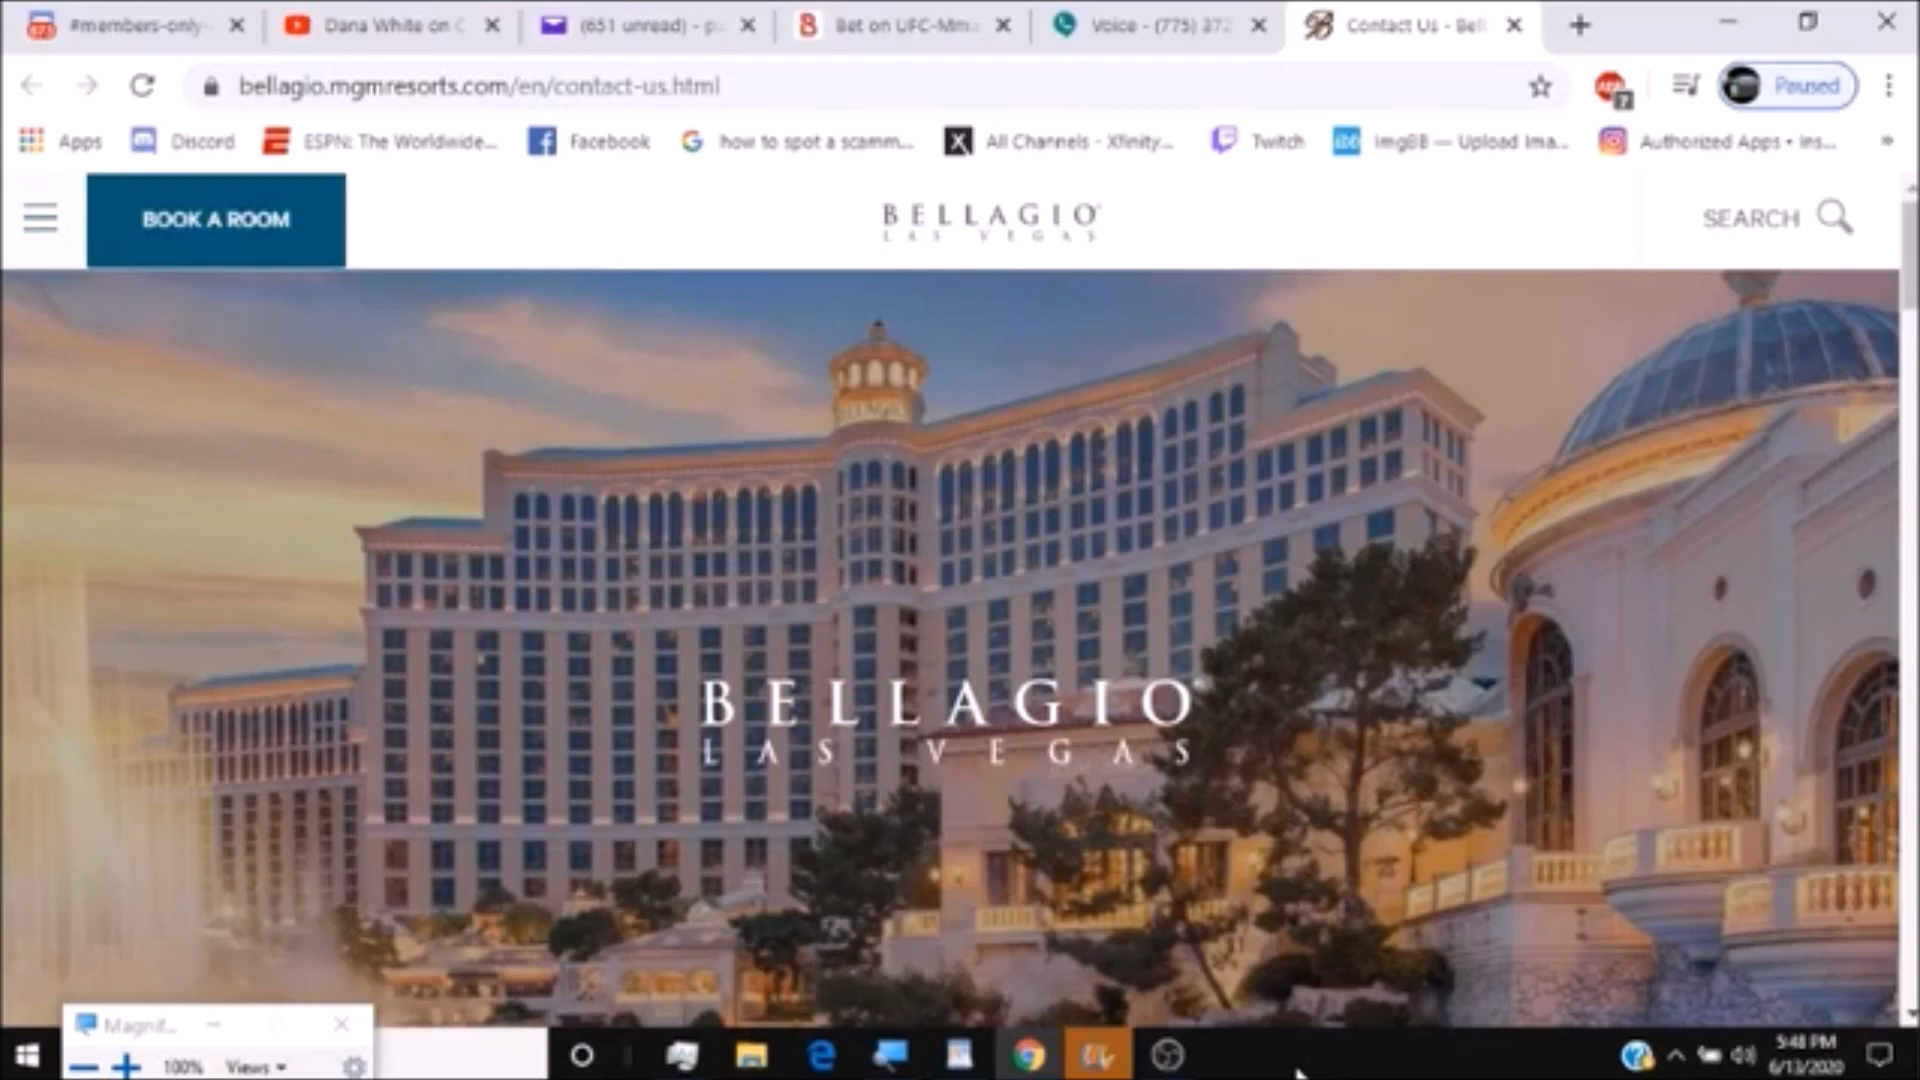 #members-only-
Dana White on C
(651 unread) - p
Bet on UFC-Mm
Voice - (775) 372
Contact Us - Bell
bellagio.mgmresorts.com/en/contact-us.html
Paused
Apps
Discord
ESPN: The Worldwide...
Facebook
how to spot a scamm...
All Channels - Xfinity...
Twitch
ImgBB — Upload Ima...
Authorized Apps • Ins...
»
BOOK A ROOM
BELLAGIO
LAS VEGAS
SEARCH
BELLAGIO
LAS VEGAS
Magnif...
100%
Views
5:48 PM
6/13/2020